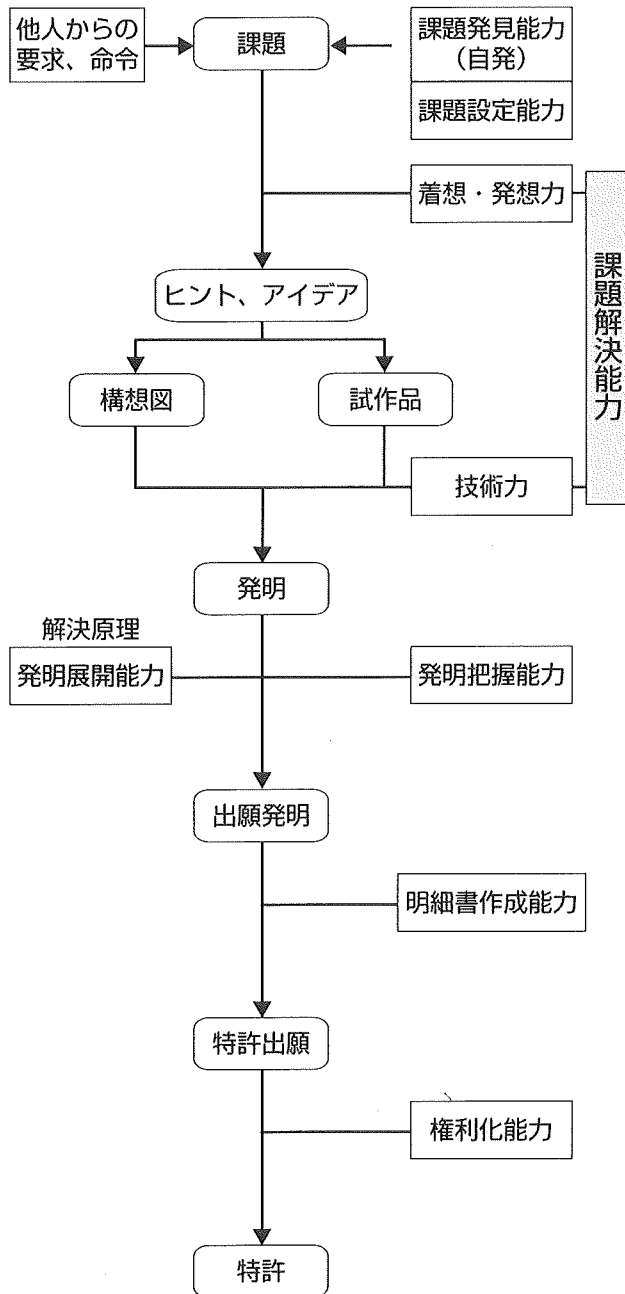 他人からの
要求、命令
課題
課題発見能力
（自発）
課題設定能力
着想・発想力
課題解決能力
ヒント、アイデア
構想図
試作品
技術力
発明
解決原理
発明展開能力
発明把握能力
出願発明
明細書作成能力
特許出願
権利化能力
特許